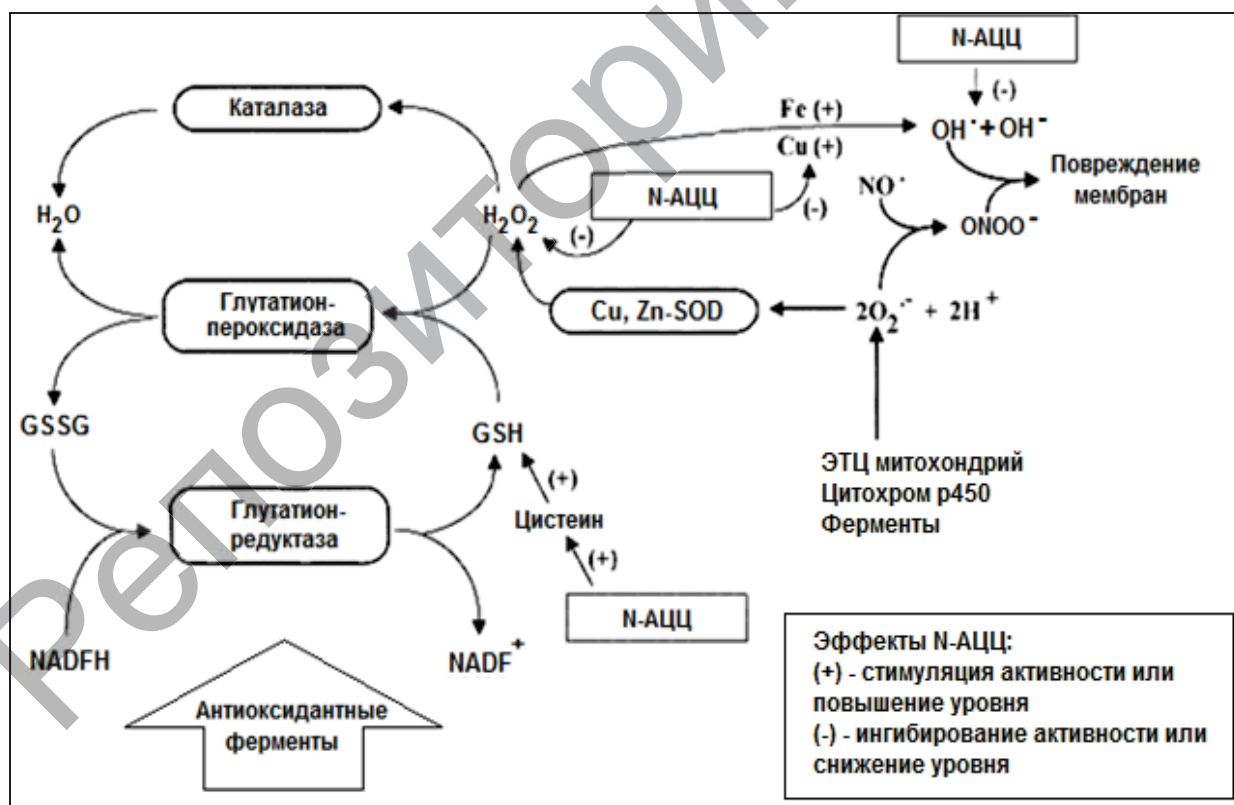 N-АЦЦ
(-)
Каталаза
Fe (+)
OH˙+ OH⁻
Cu (+)
Повреждение
мембран
N-АЦЦ
NO˙
(-)
H₂O
H₂O₂
(-)
ONOO⁻
Глутатион-
пероксидаза
Cu, Zn-SOD
2O₂˙⁻ + 2H⁺
GSSG
GSH
(+)
ЭТЦ митохондрий
Цитохром р450
Ферменты
Глутатион-
редуктаза
Цистеин
(+)
N-АЦЦ
NADFH
NADF⁺
Антиоксидантные
ферменты
Эффекты N-АЦЦ:
(+) - стимуляция активности или
повышение уровня
(-) - ингибирование активности или
снижение уровня
Репозитори